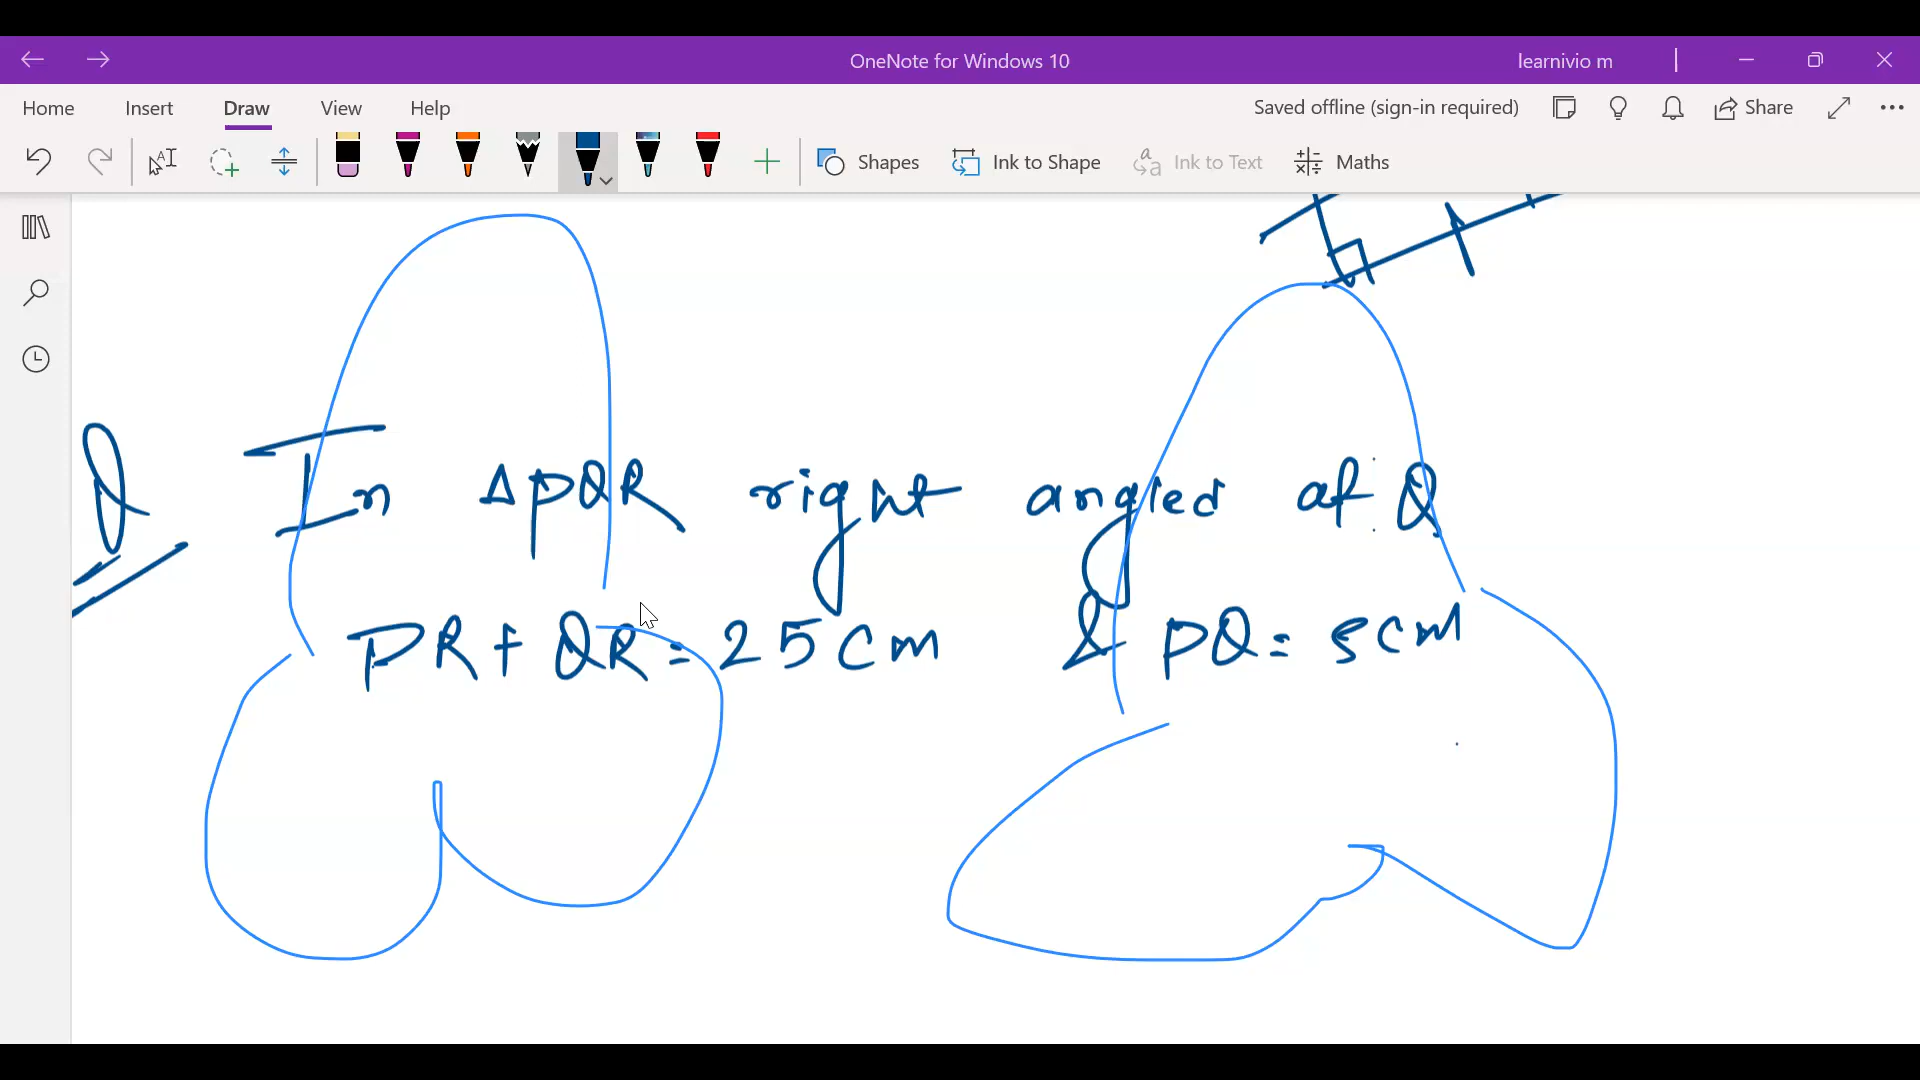 OneNote for Windows 10
learnivio m
Home Insert Draw View Help
Saved offline (sign-in required)
Share
Shapes
Ink to Shape
Ink to Text
Maths
Q In ΔPQR right angled at Q
PR + QR = 25 cm & PQ = 5 cm